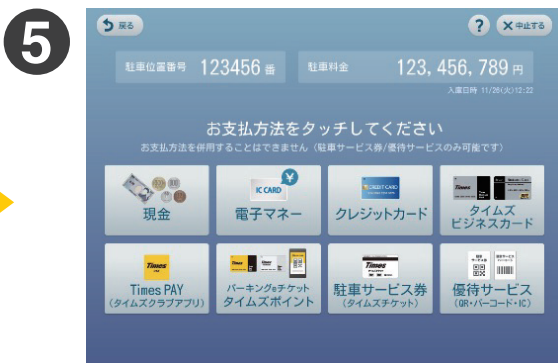 5
戻る
?
×中止する
駐車位置番号 123456 番 駐車料金 123, 456, 789 円
入庫日時 11/26(火)12:22
お支払方法をタッチしてください
お支払方法を併用することはできません（駐車サービス券/優待サービスのみ可能です）
IC CARD
¥
CREDIT CARD
Times
現金
電子マネー
クレジットカード
タイムズ
ビジネスカード
Times
Times
Times
Times PAY
（タイムズクラブアプリ）
パーキングeチケット
タイムズポイント
駐車サービス券
（タイムズチケット）
優待サービス
（QR・バーコード・IC）